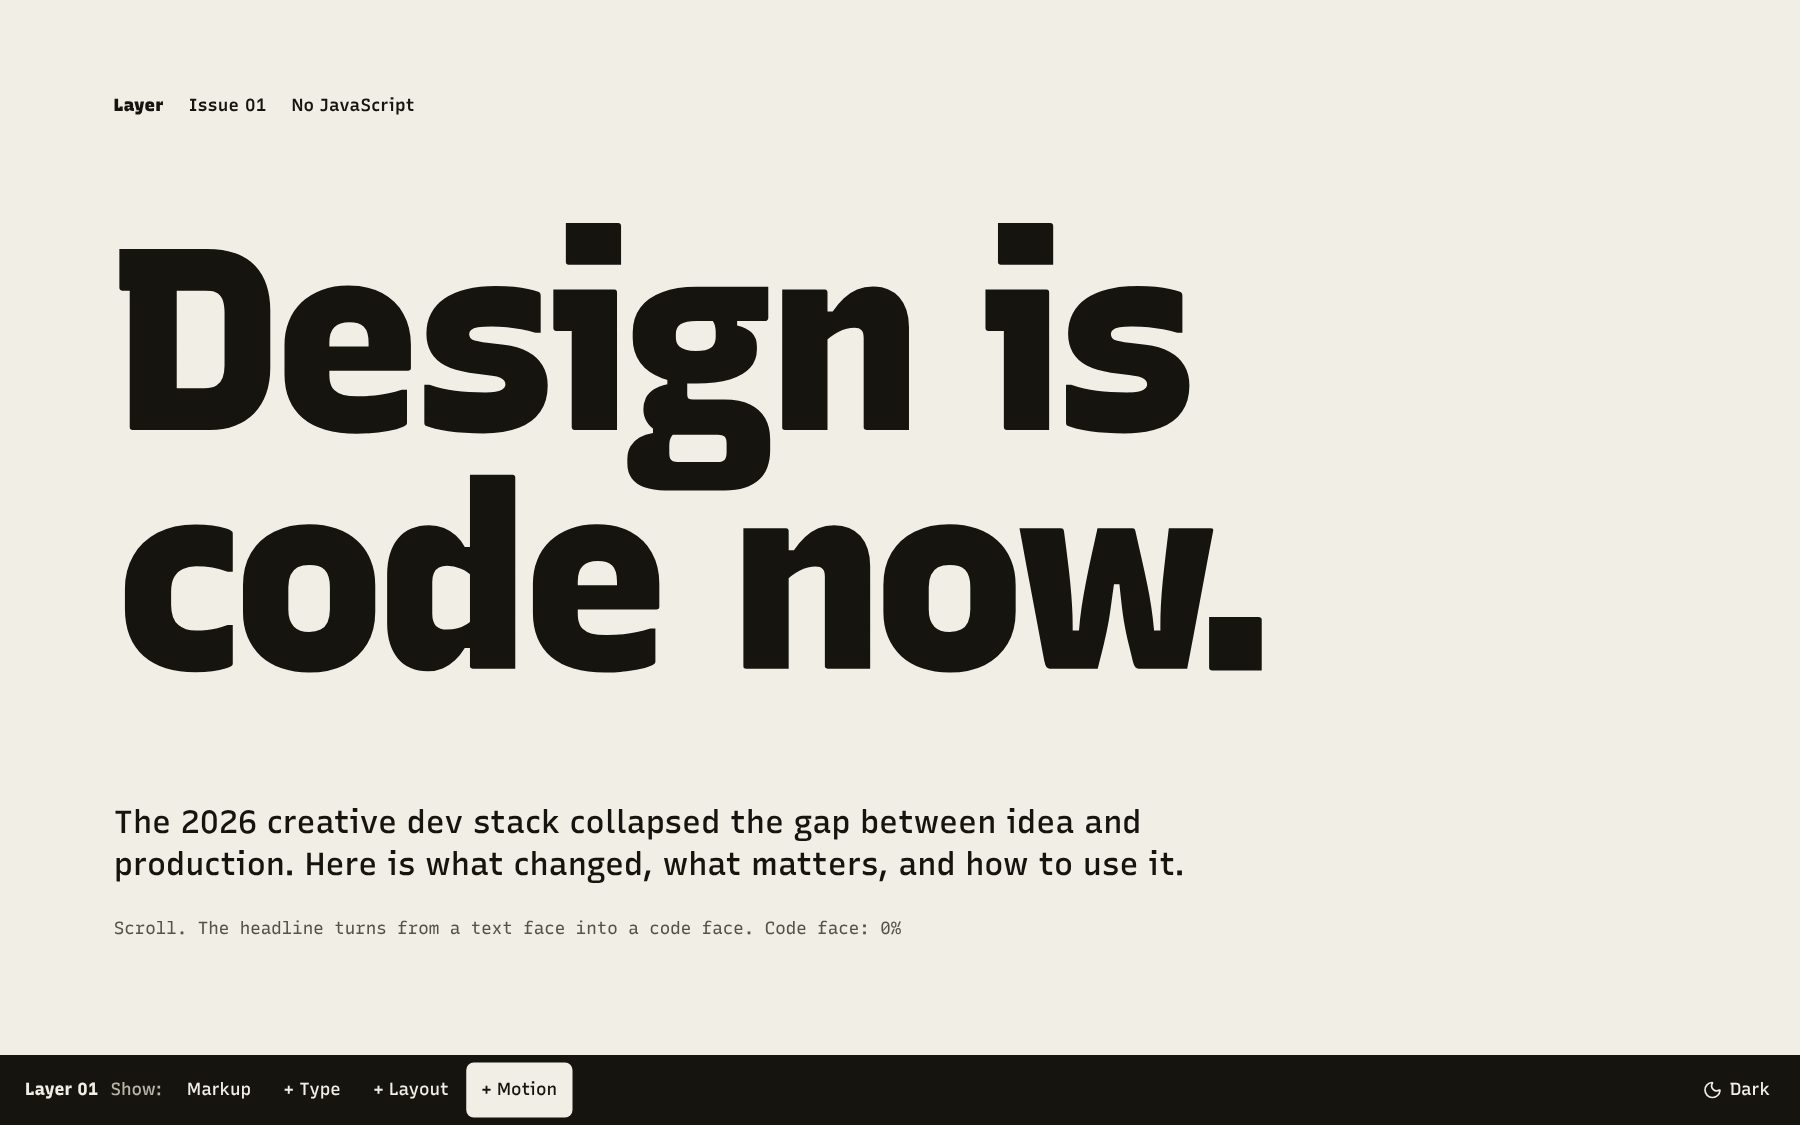 Layer Issue 01 No JavaScript
Design is
code now.
The 2026 creative dev stack collapsed the gap between idea and
production. Here is what changed, what matters, and how to use it.
Scroll. The headline turns from a text face into a code face. Code face: 0%
Layer 01 Show: Markup + Type + Layout + Motion Dark